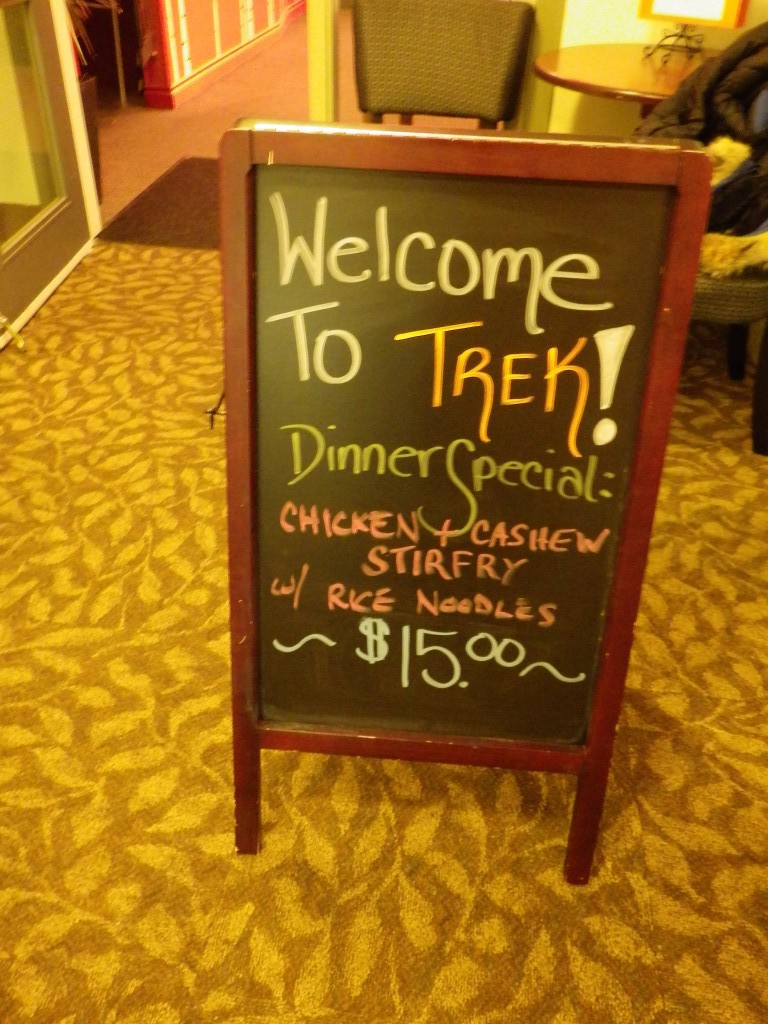 Welcome
To TREK!
Dinner Special:
CHICKEN + CASHEW
STIRFRY
w/ RICE NOODLES
~ $15.00 ~